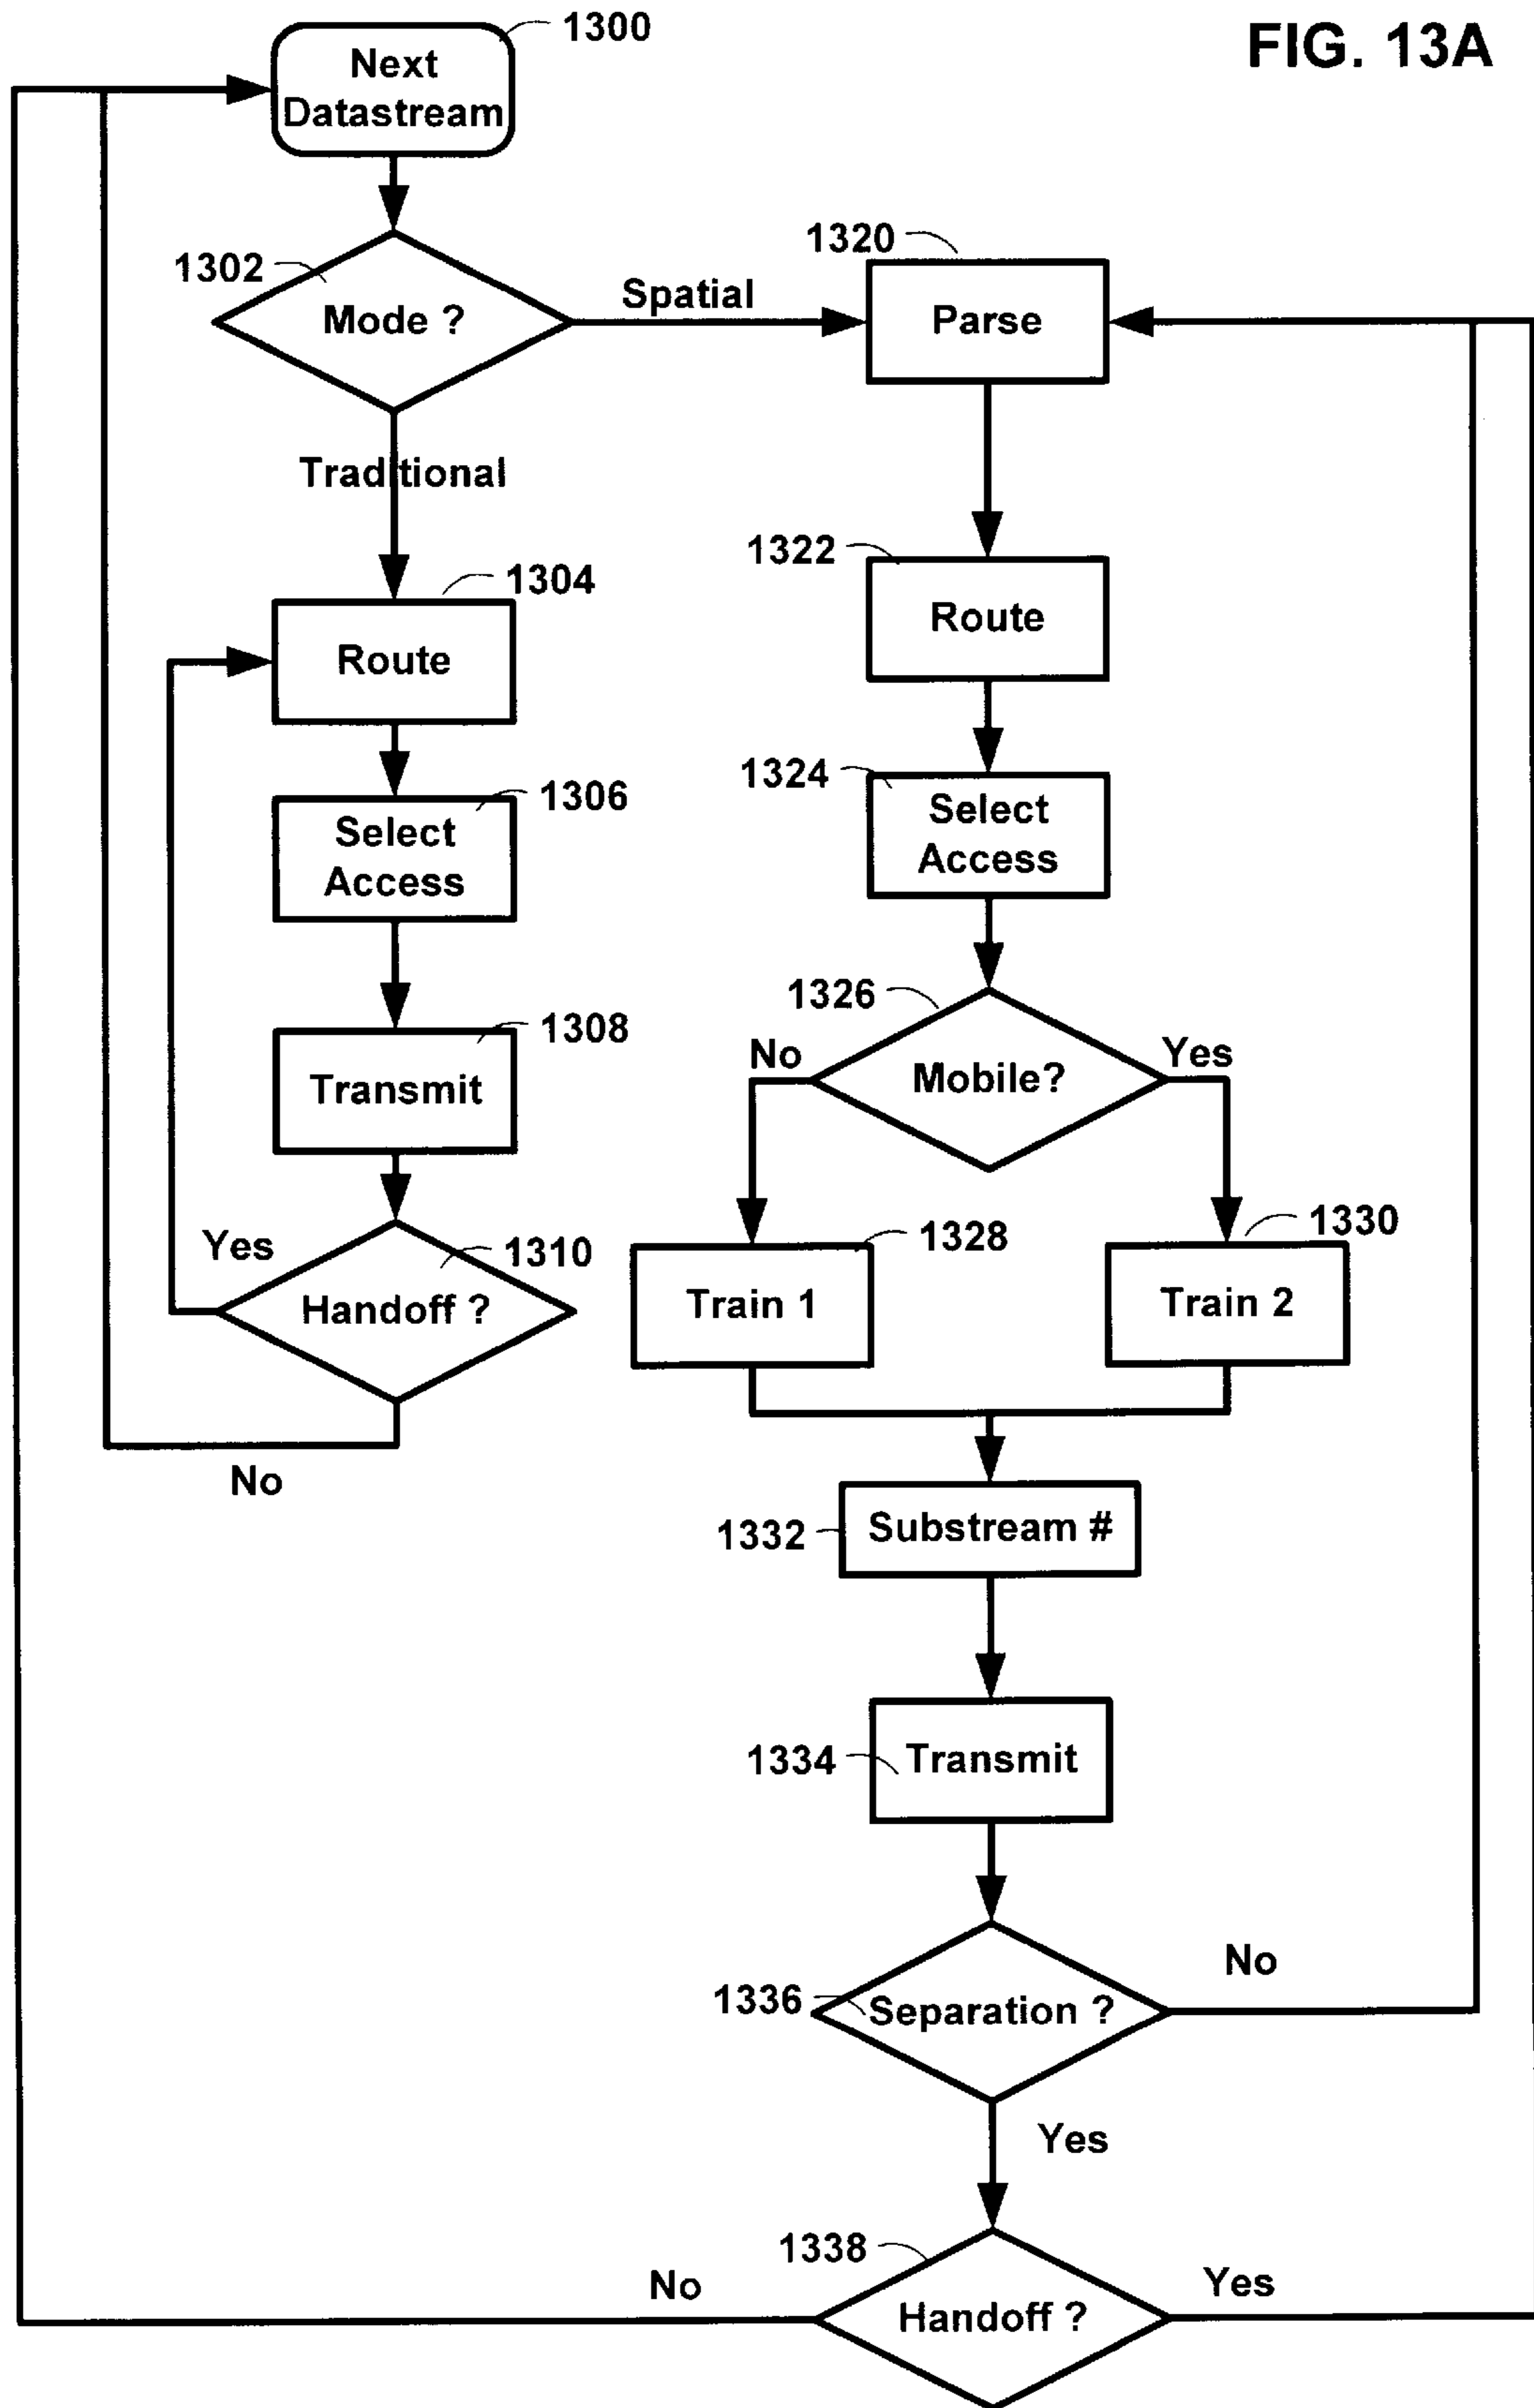 FIG. 13A
1300
Next
Datastream
1302
Mode ?
Spatial
Traditional
1304
Route
1306
Select
Access
1308
Transmit
Yes
1310
Handoff ?
No
1320
Parse
1322
Route
1324
Select
Access
1326
Mobile?
No
Yes
1328
Train 1
1330
Train 2
1332
Substream #
1334
Transmit
1336
Separation ?
No
Yes
1338
Handoff ?
No
Yes